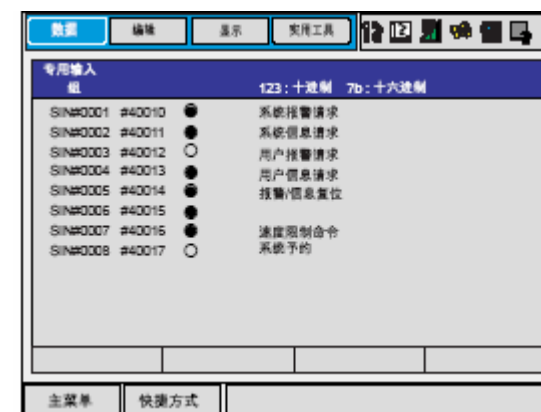 数据 编辑 显示 实用工具
专用输入
组 123:十进制 7b:十六进制
SIN#0001 #40010 系统报警请求
SIN#0002 #40011 系统信息请求
SIN#0003 #40012 用户报警请求
SIN#0004 #40013 用户信息请求
SIN#0005 #40014 报警/信息复位
SIN#0006 #40015
SIN#0007 #40016 速度限制命令
SIN#0008 #40017 系统予约
主菜单 快捷方式